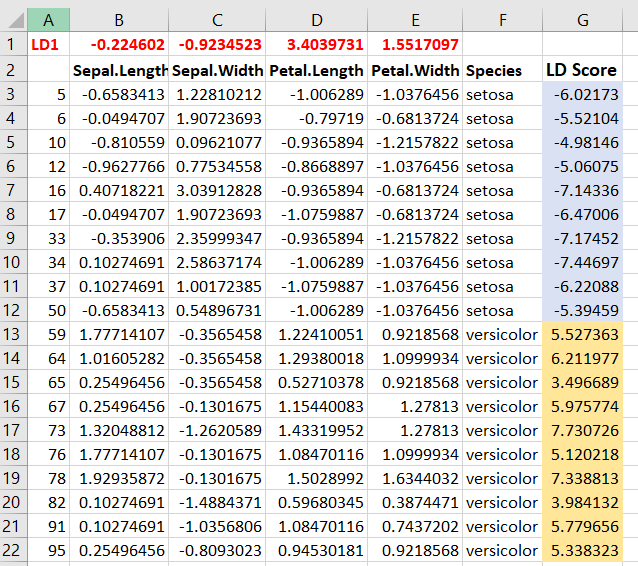 A B C D E F G
1 LD1 -0.224602 -0.9234523 3.4039731 1.5517097
2 Sepal.Length Sepal.Width Petal.Length Petal.Width Species LD Score
3 5 -0.6583413 1.22810212 -1.006289 -1.0376456 setosa -6.02173
4 6 -0.0494707 1.90723693 -0.79719 -0.6813724 setosa -5.52104
5 10 -0.810559 0.09621077 -0.9365894 -1.2157822 setosa -4.98146
6 12 -0.9627766 0.77534558 -0.8668897 -1.0376456 setosa -5.06075
7 16 0.40718221 3.03912828 -0.9365894 -0.6813724 setosa -7.14336
8 17 -0.0494707 1.90723693 -1.0759887 -0.6813724 setosa -6.47006
9 33 -0.353906 2.35999347 -0.9365894 -1.2157822 setosa -7.17452
10 34 0.10274691 2.58637174 -1.006289 -1.0376456 setosa -7.44697
11 37 0.10274691 1.00172385 -1.0759887 -1.0376456 setosa -6.22088
12 50 -0.6583413 0.54896731 -1.006289 -1.0376456 setosa -5.39459
13 59 1.77714107 -0.3565458 1.22410051 0.9218568 versicolor 5.527363
14 64 1.01605282 -0.3565458 1.29380018 1.0999934 versicolor 6.211977
15 65 0.25496456 -0.3565458 0.52710378 0.9218568 versicolor 3.496689
16 67 0.25496456 -0.1301675 1.15440083 1.27813 versicolor 5.975774
17 73 1.32048812 -1.2620589 1.43319952 1.27813 versicolor 7.730726
18 76 1.77714107 -0.1301675 1.08470116 1.0999934 versicolor 5.120218
19 78 1.92935872 -0.1301675 1.5028992 1.6344032 versicolor 7.338813
20 82 0.10274691 -1.4884371 0.59680345 0.3874471 versicolor 3.984132
21 91 0.10274691 -1.0356806 1.08470116 0.7437202 versicolor 5.779656
22 95 0.25496456 -0.8093023 0.94530181 0.9218568 versicolor 5.338323